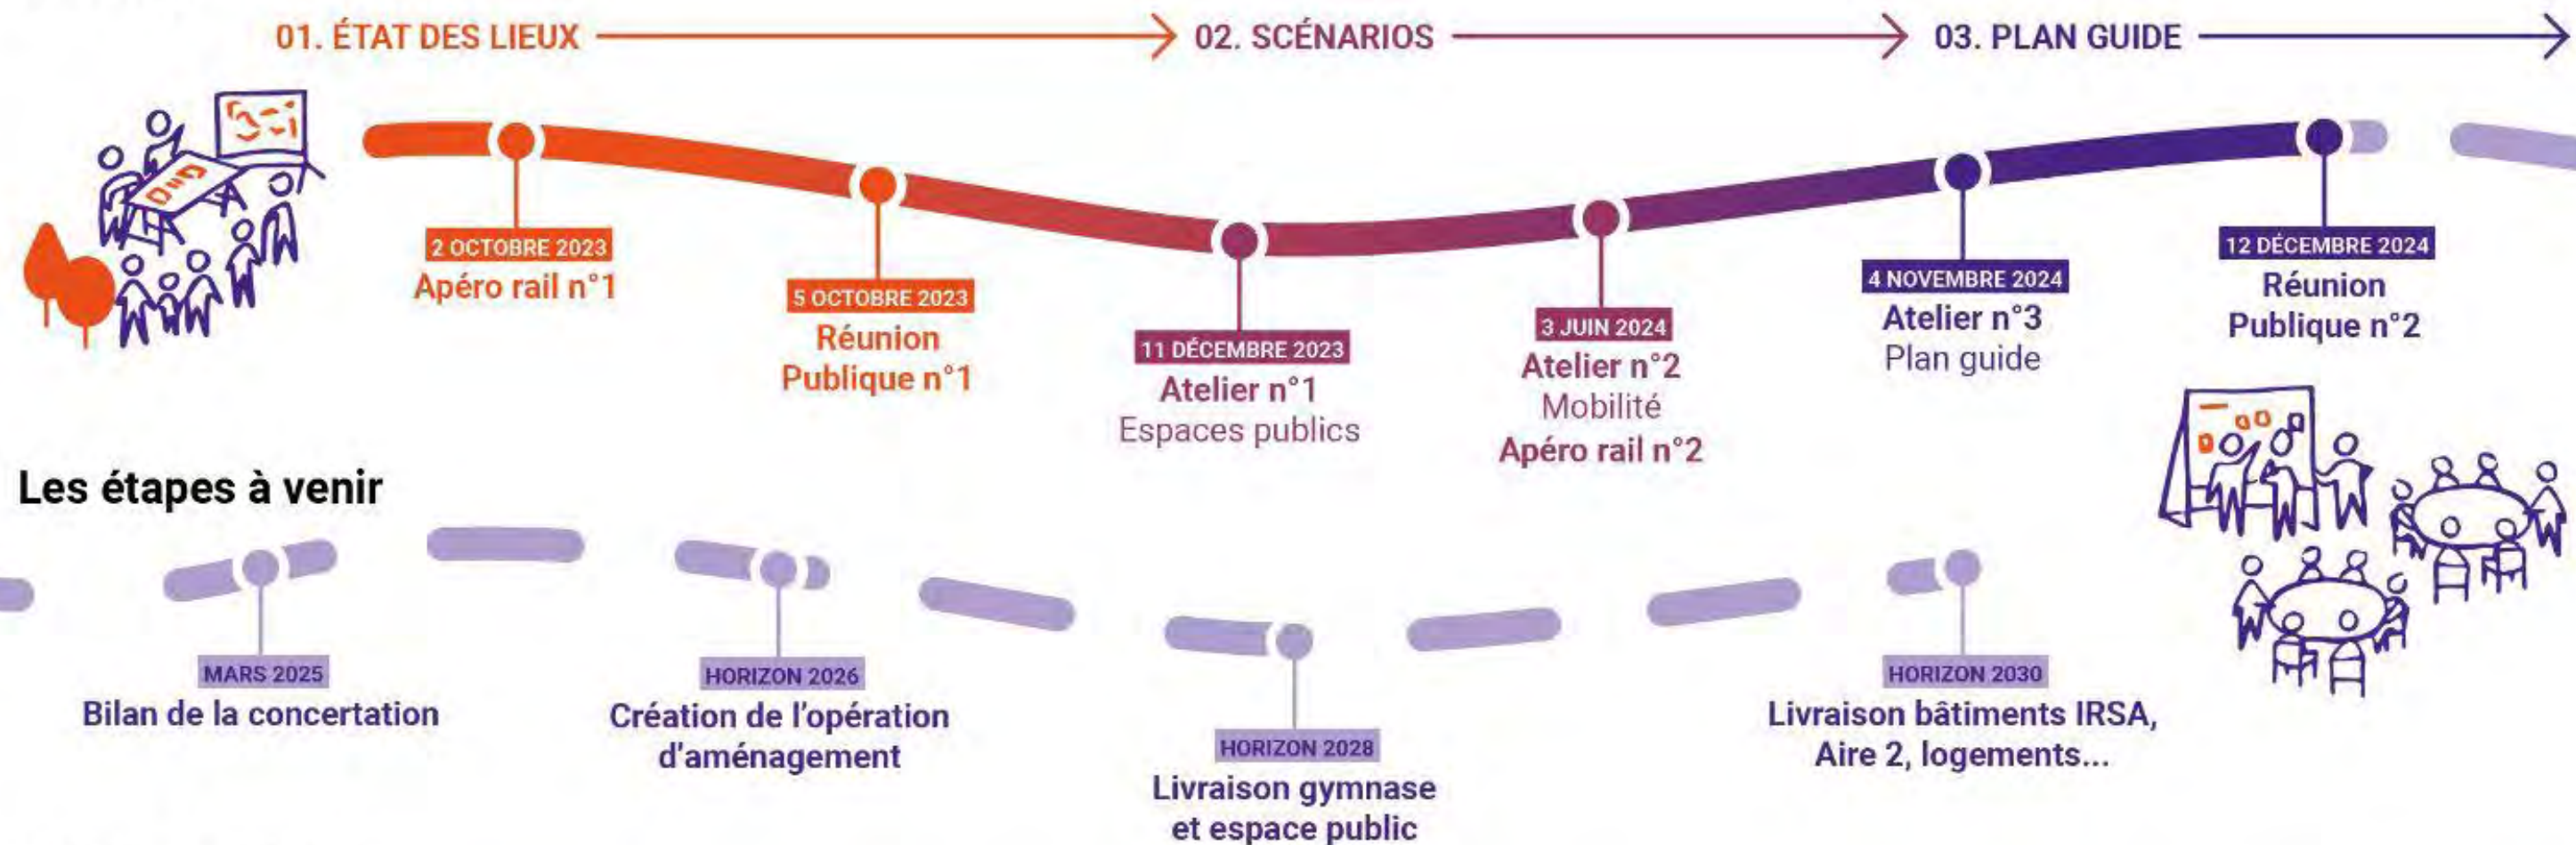 01. ÉTAT DES LIEUX
02. SCÉNARIOS
03. PLAN GUIDE
2 OCTOBRE 2023
Apéro rail n°1
5 OCTOBRE 2023
Réunion
Publique n°1
11 DÉCEMBRE 2023
Atelier n°1
Espaces publics
3 JUIN 2024
Atelier n°2
Mobilité
Apéro rail n°2
4 NOVEMBRE 2024
Atelier n°3
Plan guide
12 DÉCEMBRE 2024
Réunion
Publique n°2
Les étapes à venir
MARS 2025
Bilan de la concertation
HORIZON 2026
Création de l'opération
d'aménagement
HORIZON 2028
Livraison gymnase
et espace public
HORIZON 2030
Livraison bâtiments IRSA,
Aire 2, logements...